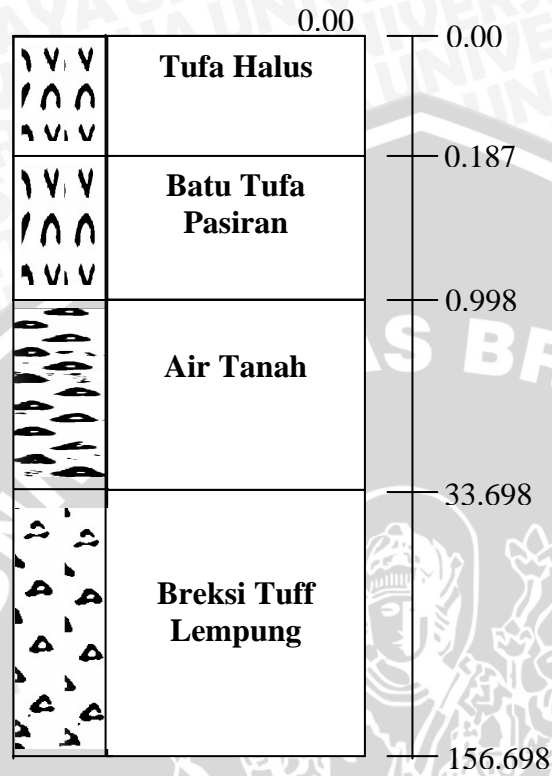 0.00
0.00
Tufa Halus
0.187
Batu Tufa
Pasiran
0.998
Air Tanah
33.698
Breksi Tuff
Lempung
156.698